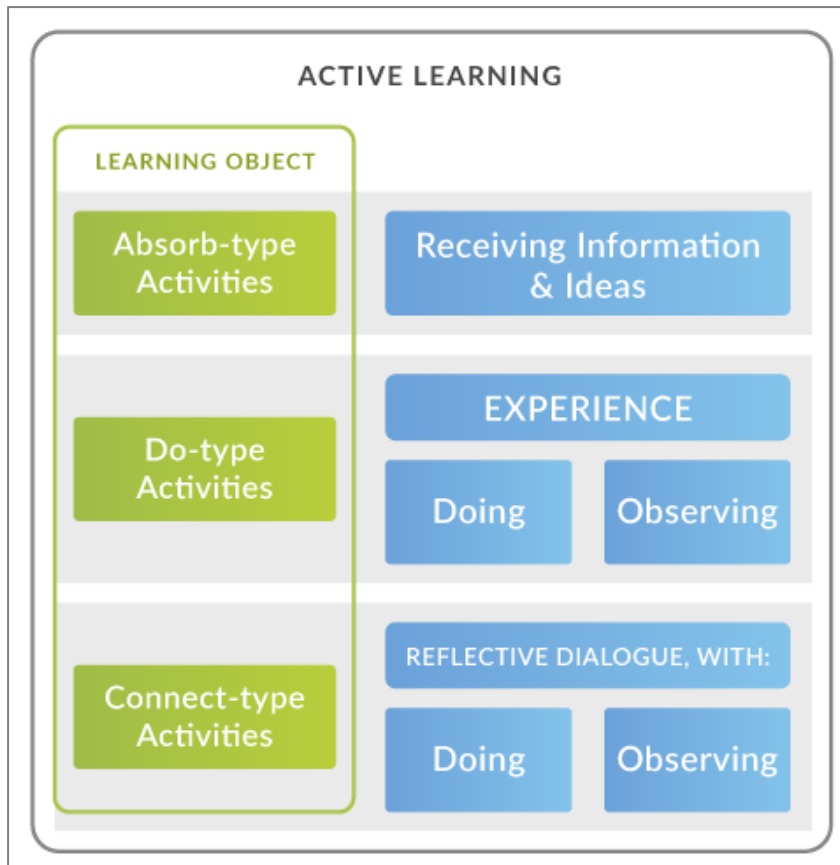 ACTIVE LEARNING
LEARNING OBJECT
Absorb-type
Activities
Receiving Information
& Ideas
Do-type
Activities
EXPERIENCE
Doing
Observing
Connect-type
Activities
REFLECTIVE DIALOGUE, WITH:
Doing
Observing